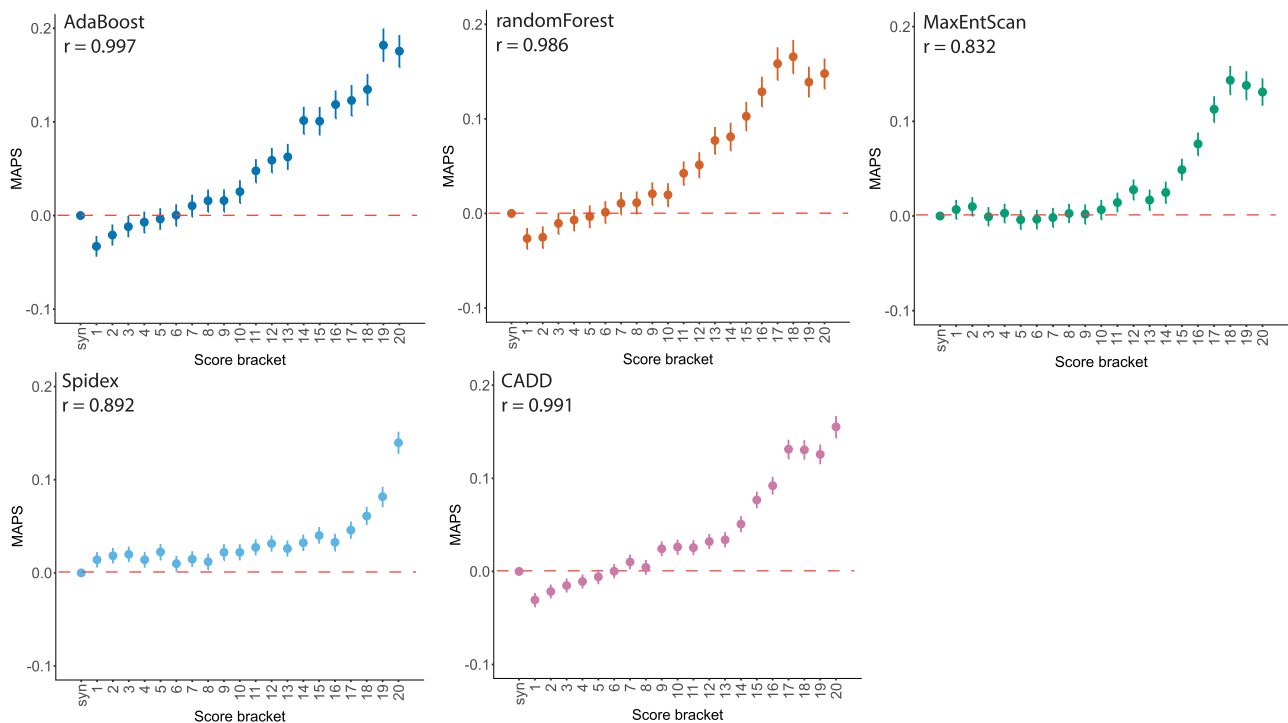 AdaBoost
r = 0.997
MAPS
0.2
0.1
0.0
-0.1
syn 1 2 3 4 5 6 7 8 9 10 11 12 13 14 15 16 17 18 19 20
Score bracket
randomForest
r = 0.986
MAPS
0.2
0.1
0.0
-0.1
syn 1 2 3 4 5 6 7 8 9 10 11 12 13 14 15 16 17 18 19 20
Score bracket
MaxEntScan
r = 0.832
MAPS
0.2
0.1
0.0
-0.1
syn 1 2 3 4 5 6 7 8 9 10 11 12 13 14 15 16 17 18 19 20
Score bracket
Spidex
r = 0.892
MAPS
0.2
0.1
0.0
-0.1
syn 1 2 3 4 5 6 7 8 9 10 11 12 13 14 15 16 17 18 19 20
Score bracket
CADD
r = 0.991
MAPS
0.2
0.1
0.0
-0.1
syn 1 2 3 4 5 6 7 8 9 10 11 12 13 14 15 16 17 18 19 20
Score bracket